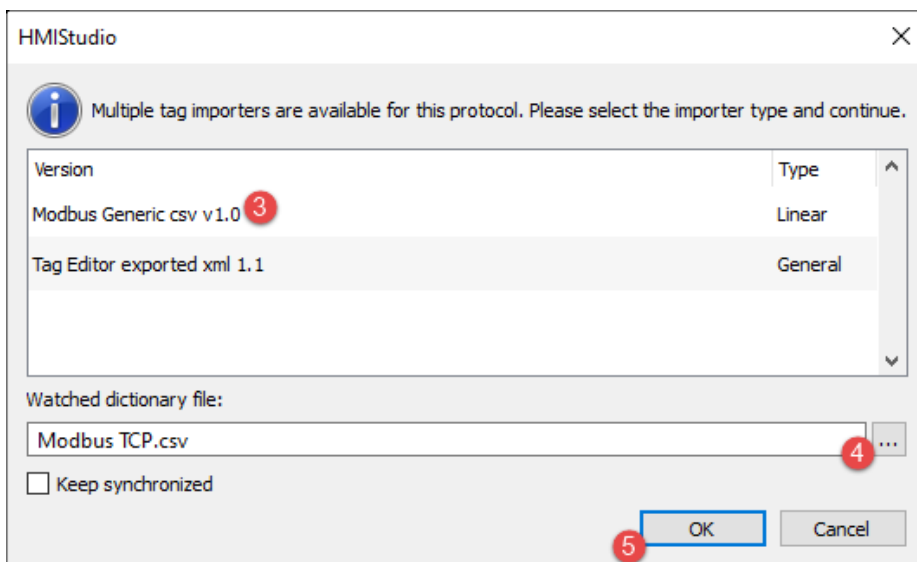 HMIStudio
Multiple tag importers are available for this protocol. Please select the importer type and continue.
Version Type
Modbus Generic csv v1.0 3 Linear
Tag Editor exported xml 1.1 General
Watched dictionary file:
Modbus TCP.csv 4 ...
Keep synchronized
5 OK Cancel